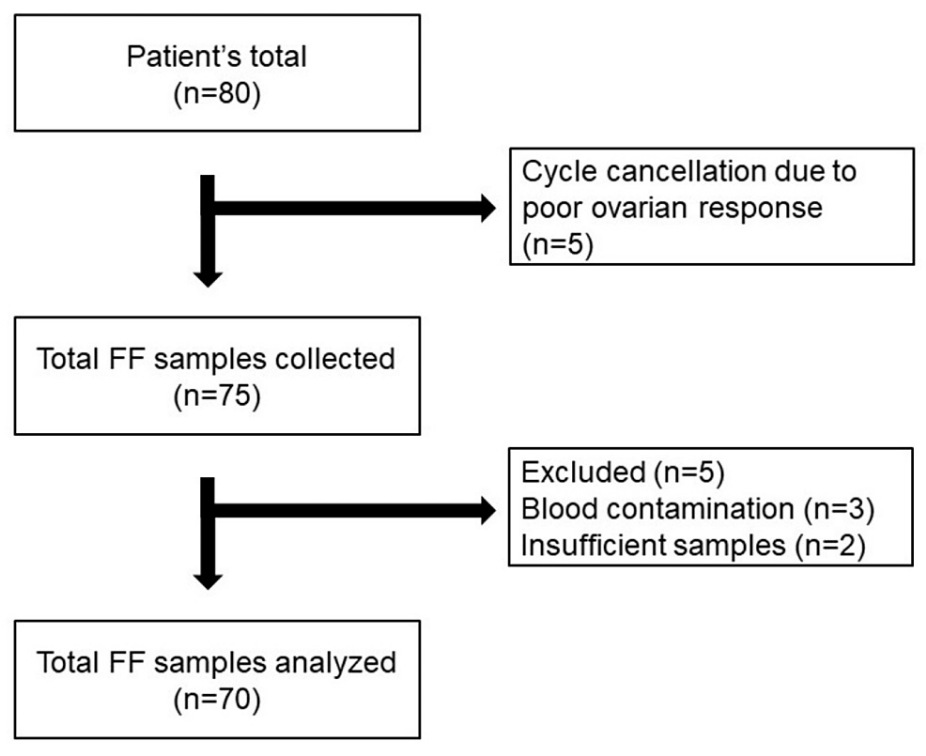 Patient’s total
(n=80)
Cycle cancellation due to
poor ovarian response
(n=5)
Total FF samples collected
(n=75)
Excluded (n=5)
Blood contamination (n=3)
Insufficient samples (n=2)
Total FF samples analyzed
(n=70)